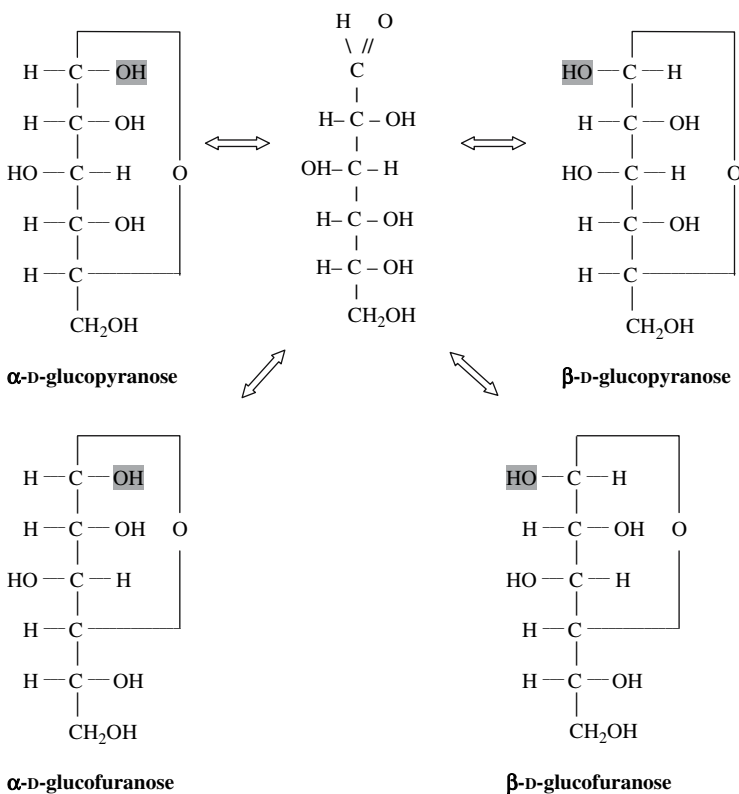 H O
\ //
C
H – C – OH
OH – C – H
H – C – OH
H – C – OH
CH₂OH
H — C — OH
H — C — OH
HO — C — H O
H — C — OH
H — C
CH₂OH
α-D-glucopyranose
HO — C — H
H — C — OH
HO — C — H O
H — C — OH
H — C
CH₂OH
β-D-glucopyranose
H — C — OH
H — C — OH O
HO — C — H
H — C
H — C — OH
CH₂OH
α-D-glucofuranose
HO — C — H
H — C — OH O
HO — C — H
H — C
H — C — OH
CH₂OH
β-D-glucofuranose